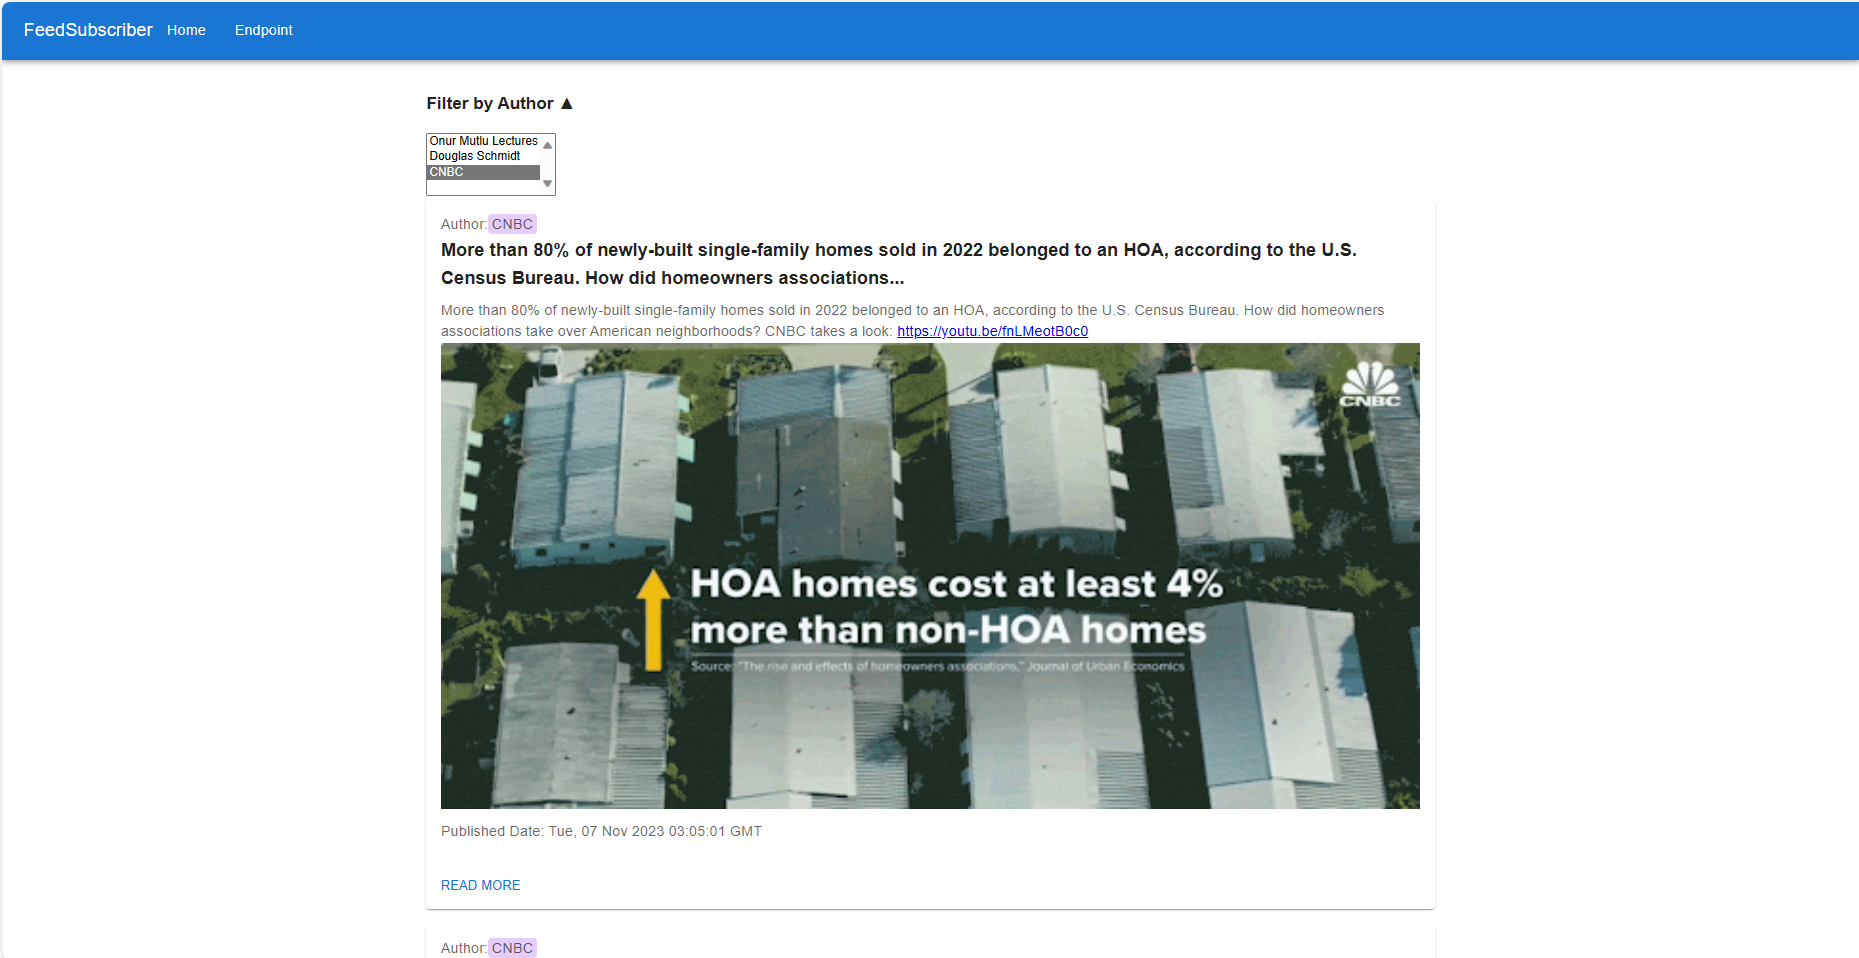 FeedSubscriber Home Endpoint
Filter by Author ▲
Onur Mutlu Lectures
Douglas Schmidt
CNBC
Author: CNBC
More than 80% of newly-built single-family homes sold in 2022 belonged to an HOA, according to the U.S.
Census Bureau. How did homeowners associations...
More than 80% of newly-built single-family homes sold in 2022 belonged to an HOA, according to the U.S. Census Bureau. How did homeowners
associations take over American neighborhoods? CNBC takes a look: https://youtu.be/fnLMeotB0c0
CNBC
HOA homes cost at least 4%
more than non-HOA homes
Source: "The rise and effects of homeowners associations." Journal of Urban Economics
Published Date: Tue, 07 Nov 2023 03:05:01 GMT
READ MORE
Author: CNBC